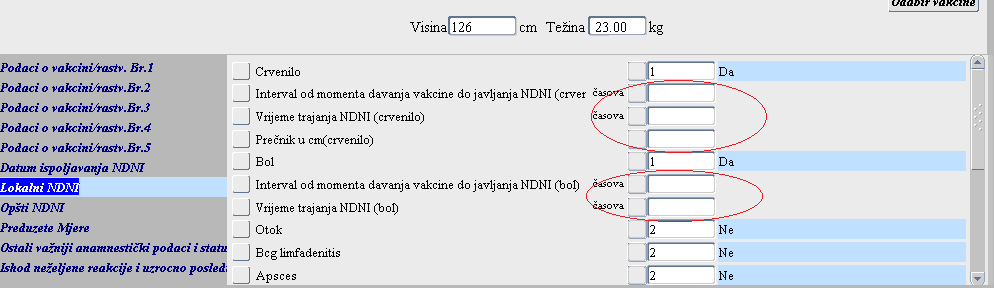 Odabir vakcine
Visina 126 cm Težina 23.00 kg
Podaci o vakcini/rastv. Br.1
Podaci o vakcini/rastv.Br.2
Podaci o vakcini/rastv.Br.3
Podaci o vakcini/rastv.Br.4
Podaci o vakcini/rastv.Br.5
Datum ispoljavanja NDNI
Lokalni NDNI
Opšti NDNI
Preduzete Mjere
Ostali važniji anamnestički podaci i statu
Ishod neželjene reakcije i uzrocno posled
Crvenilo 1 Da
Interval od momenta davanja vakcine do javljanja NDNI (crver časova
Vrijeme trajanja NDNI (crvenilo) časova
Prečnik u cm(crvenilo)
Bol 1 Da
Interval od momenta davanja vakcine do javljanja NDNI (bol) časova
Vrijeme trajanja NDNI (bol) časova
Otok 2 Ne
Bcg limfadenitis 2 Ne
Apsces 2 Ne